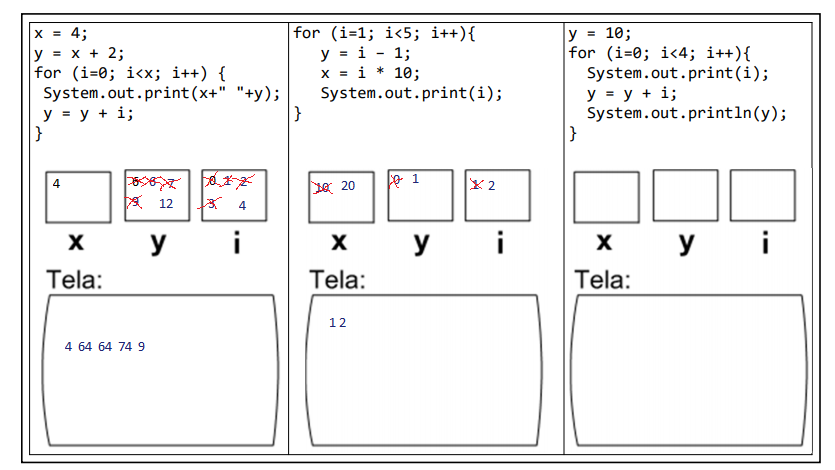 x = 4;
y = x + 2;
for (i=0; i<x; i++) {
System.out.print(x+" "+y);
y = y + i;
}
4
6 6 7
9 12
0 1 2
3 4
x y i
Tela:
4 64 64 74 9
for (i=1; i<5; i++){
y = i – 1;
x = i * 10;
System.out.print(i);
}
10 20
0 1
1 2
x y i
Tela:
1 2
y = 10;
for (i=0; i<4; i++){
System.out.print(i);
y = y + i;
System.out.println(y);
}
x y i
Tela: